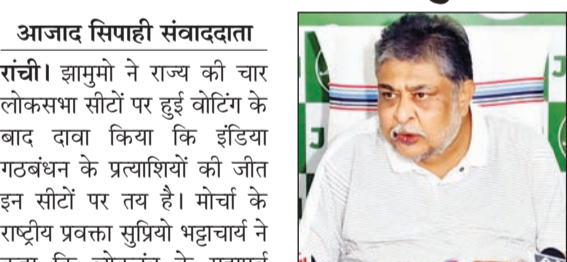 आजाद सिपाही संवाददाता
रांची। झामुमो ने राज्य की चार
लोकसभा सीटों पर हुई वोटिंग के
बाद दावा किया कि इंडिया
गठबंधन के प्रत्याशियों की जीत
इन सीटों पर तय है। मोर्चा के
राष्ट्रीय प्रवक्ता सुप्रियो भट्टाचार्य ने